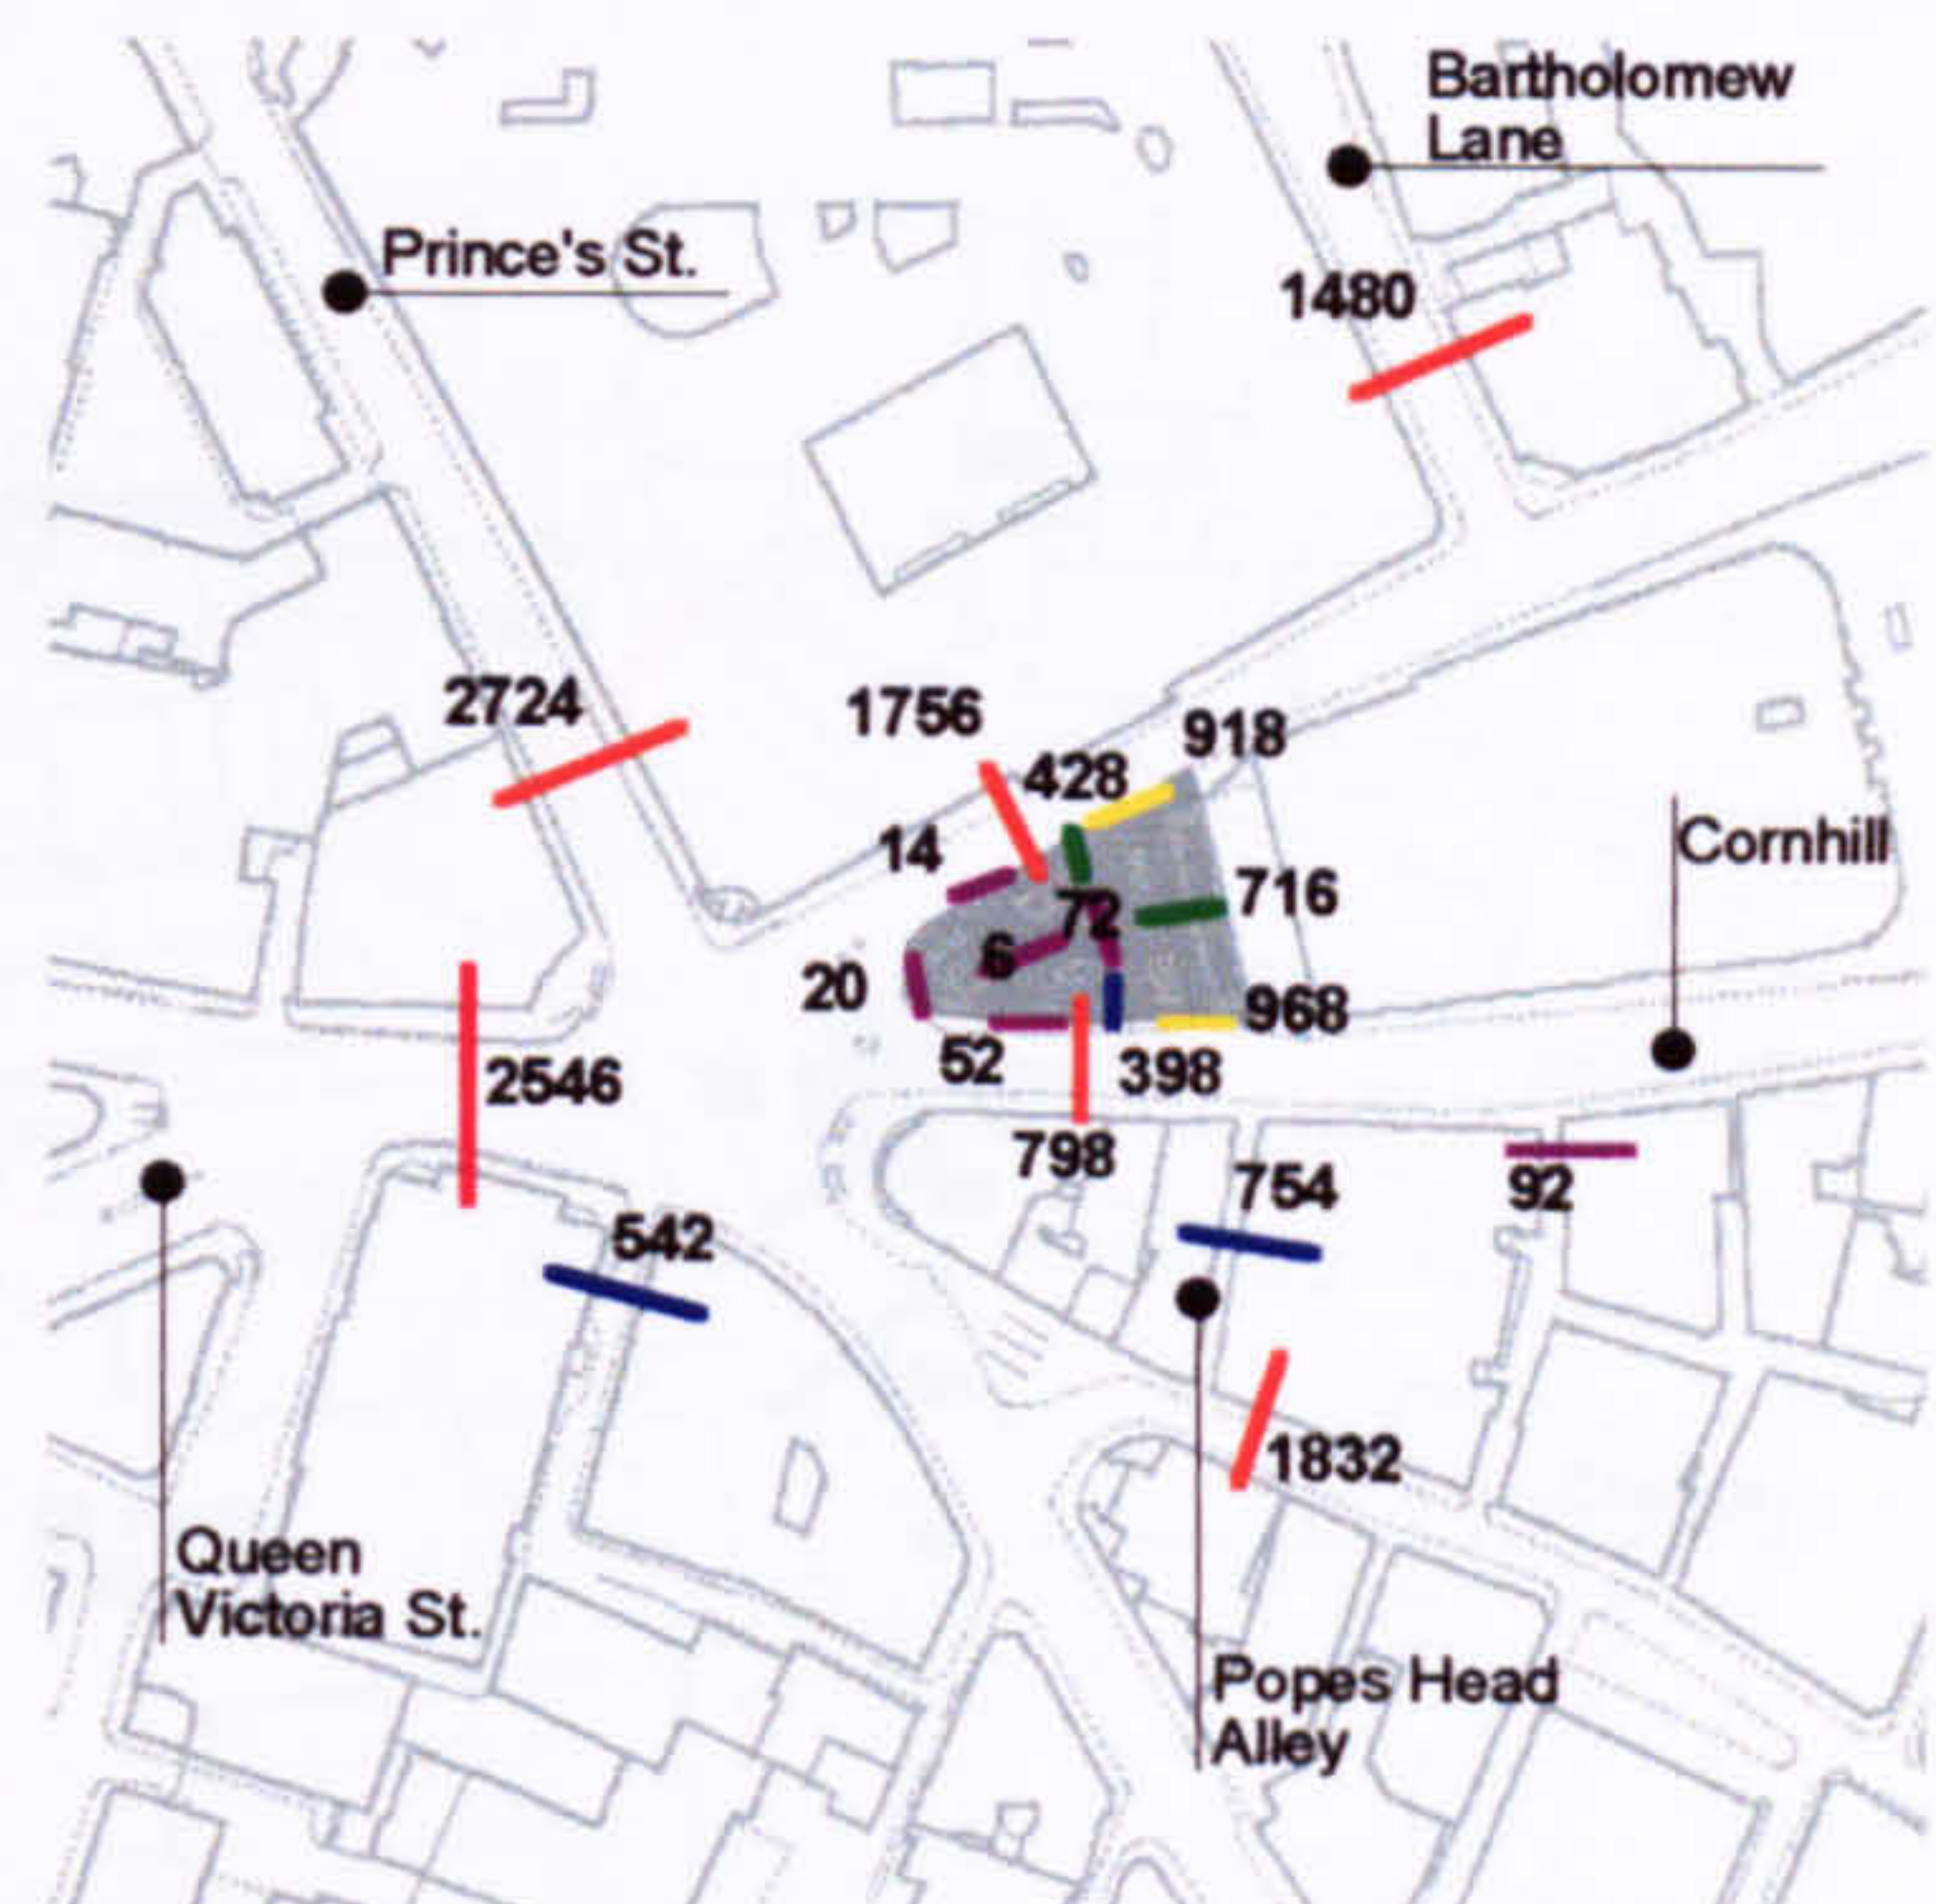 Bartholomew
Lane
Prince's St.
1480
2724
1756
918
428
14
Cornhill
716
72
6
20
968
52
398
2546
798
754
92
542
1832
Queen
Victoria St.
Popes Head
Alley